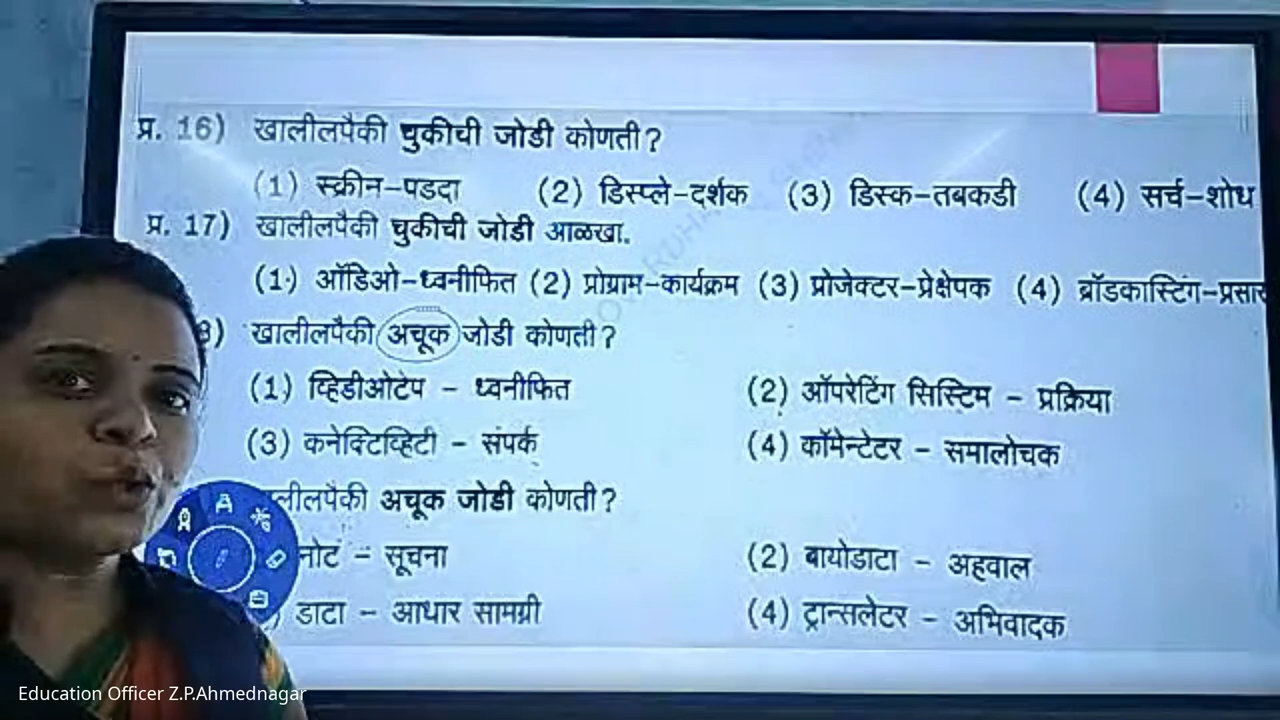 प्र. 16) खालीलपैकी चुकीची जोडी कोणती?
(1) स्क्रीन-पडदा (2) डिस्प्ले-दर्शक (3) डिस्क-तबकडी (4) सर्च-शोध
प्र. 17) खालीलपैकी चुकीची जोडी आळखा.
(1) ऑडिओ-ध्वनीफित (2) प्रोग्राम-कार्यक्रम (3) प्रोजेक्टर-प्रेक्षेपक (4) ब्रॉडकास्टिंग-प्रसार
8) खालीलपैकी अचूक जोडी कोणती?
(1) व्हिडीओटेप - ध्वनीफित (2) ऑपरेटिंग सिस्टिम - प्रक्रिया
(3) कनेक्टिव्हिटी - संपर्क (4) कॉमेन्टेटर - समालोचक
लीलपैकी अचूक जोडी कोणती?
नोट - सूचना (2) बायोडाटा - अहवाल
) डाटा - आधार सामग्री (4) ट्रान्सलेटर - अभिवादक
Education Officer Z.P.Ahmednagar